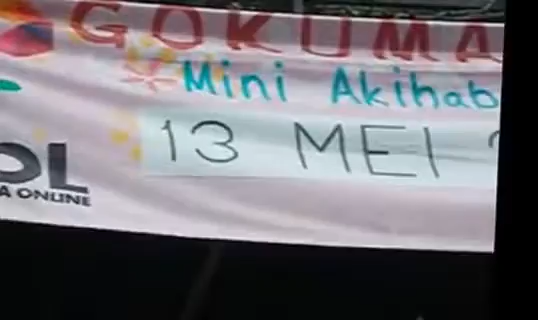 GOKUMA
Mini Akihab
13 MEI
OL
A ONLINE